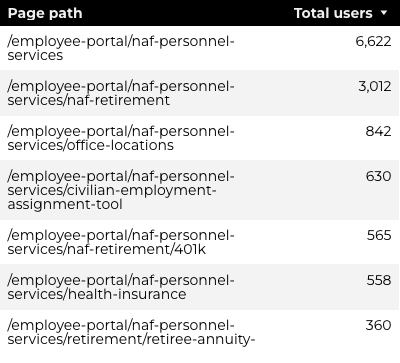 Page path Total users
/employee-portal/naf-personnel- 6,622
services
/employee-portal/naf-personnel- 3,012
services/naf-retirement
/employee-portal/naf-personnel- 842
services/office-locations
/employee-portal/naf-personnel- 630
services/civilian-employment-
assignment-tool
/employee-portal/naf-personnel- 565
services/naf-retirement/401k
/employee-portal/naf-personnel- 558
services/health-insurance
/employee-portal/naf-personnel- 360
services/retirement/retiree-annuity-